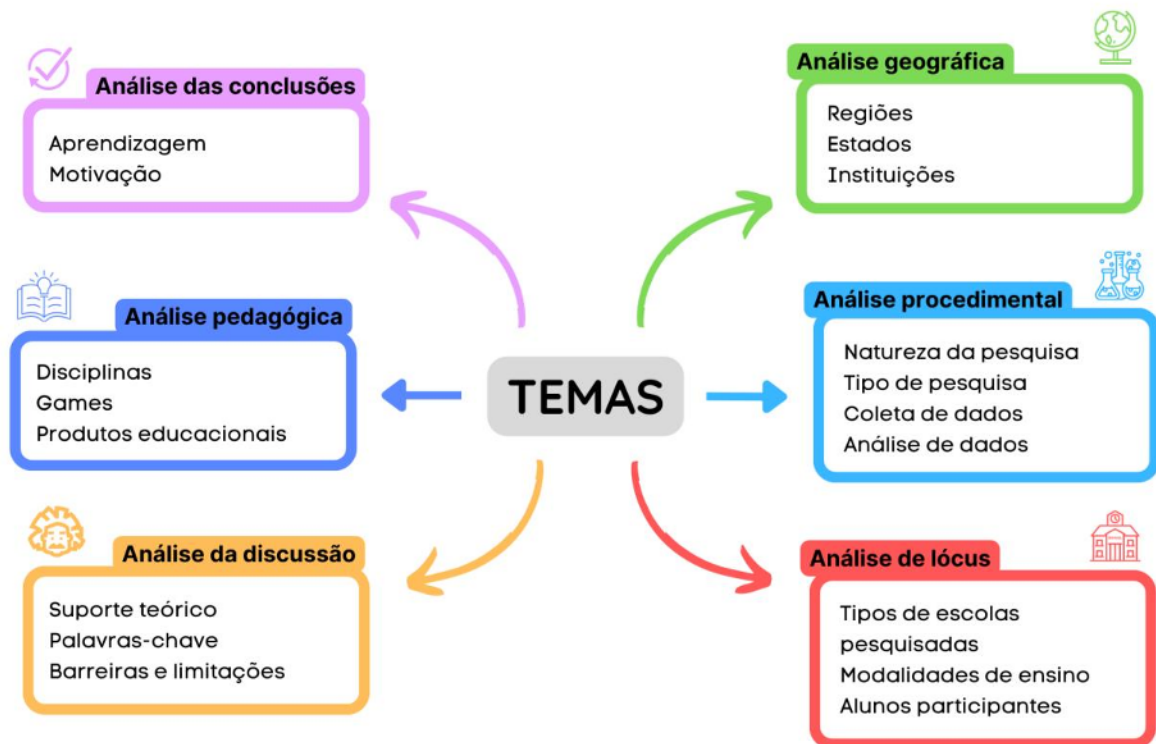 Análise das conclusões
Aprendizagem
Motivação
Análise geográfica
Regiões
Estados
Instituições
Análise pedagógica
Disciplinas
Games
Produtos educacionais
TEMAS
Análise procedimental
Natureza da pesquisa
Tipo de pesquisa
Coleta de dados
Análise de dados
Análise da discussão
Suporte teórico
Palavras-chave
Barreiras e limitações
Análise de lócus
Tipos de escolas
pesquisadas
Modalidades de ensino
Alunos participantes